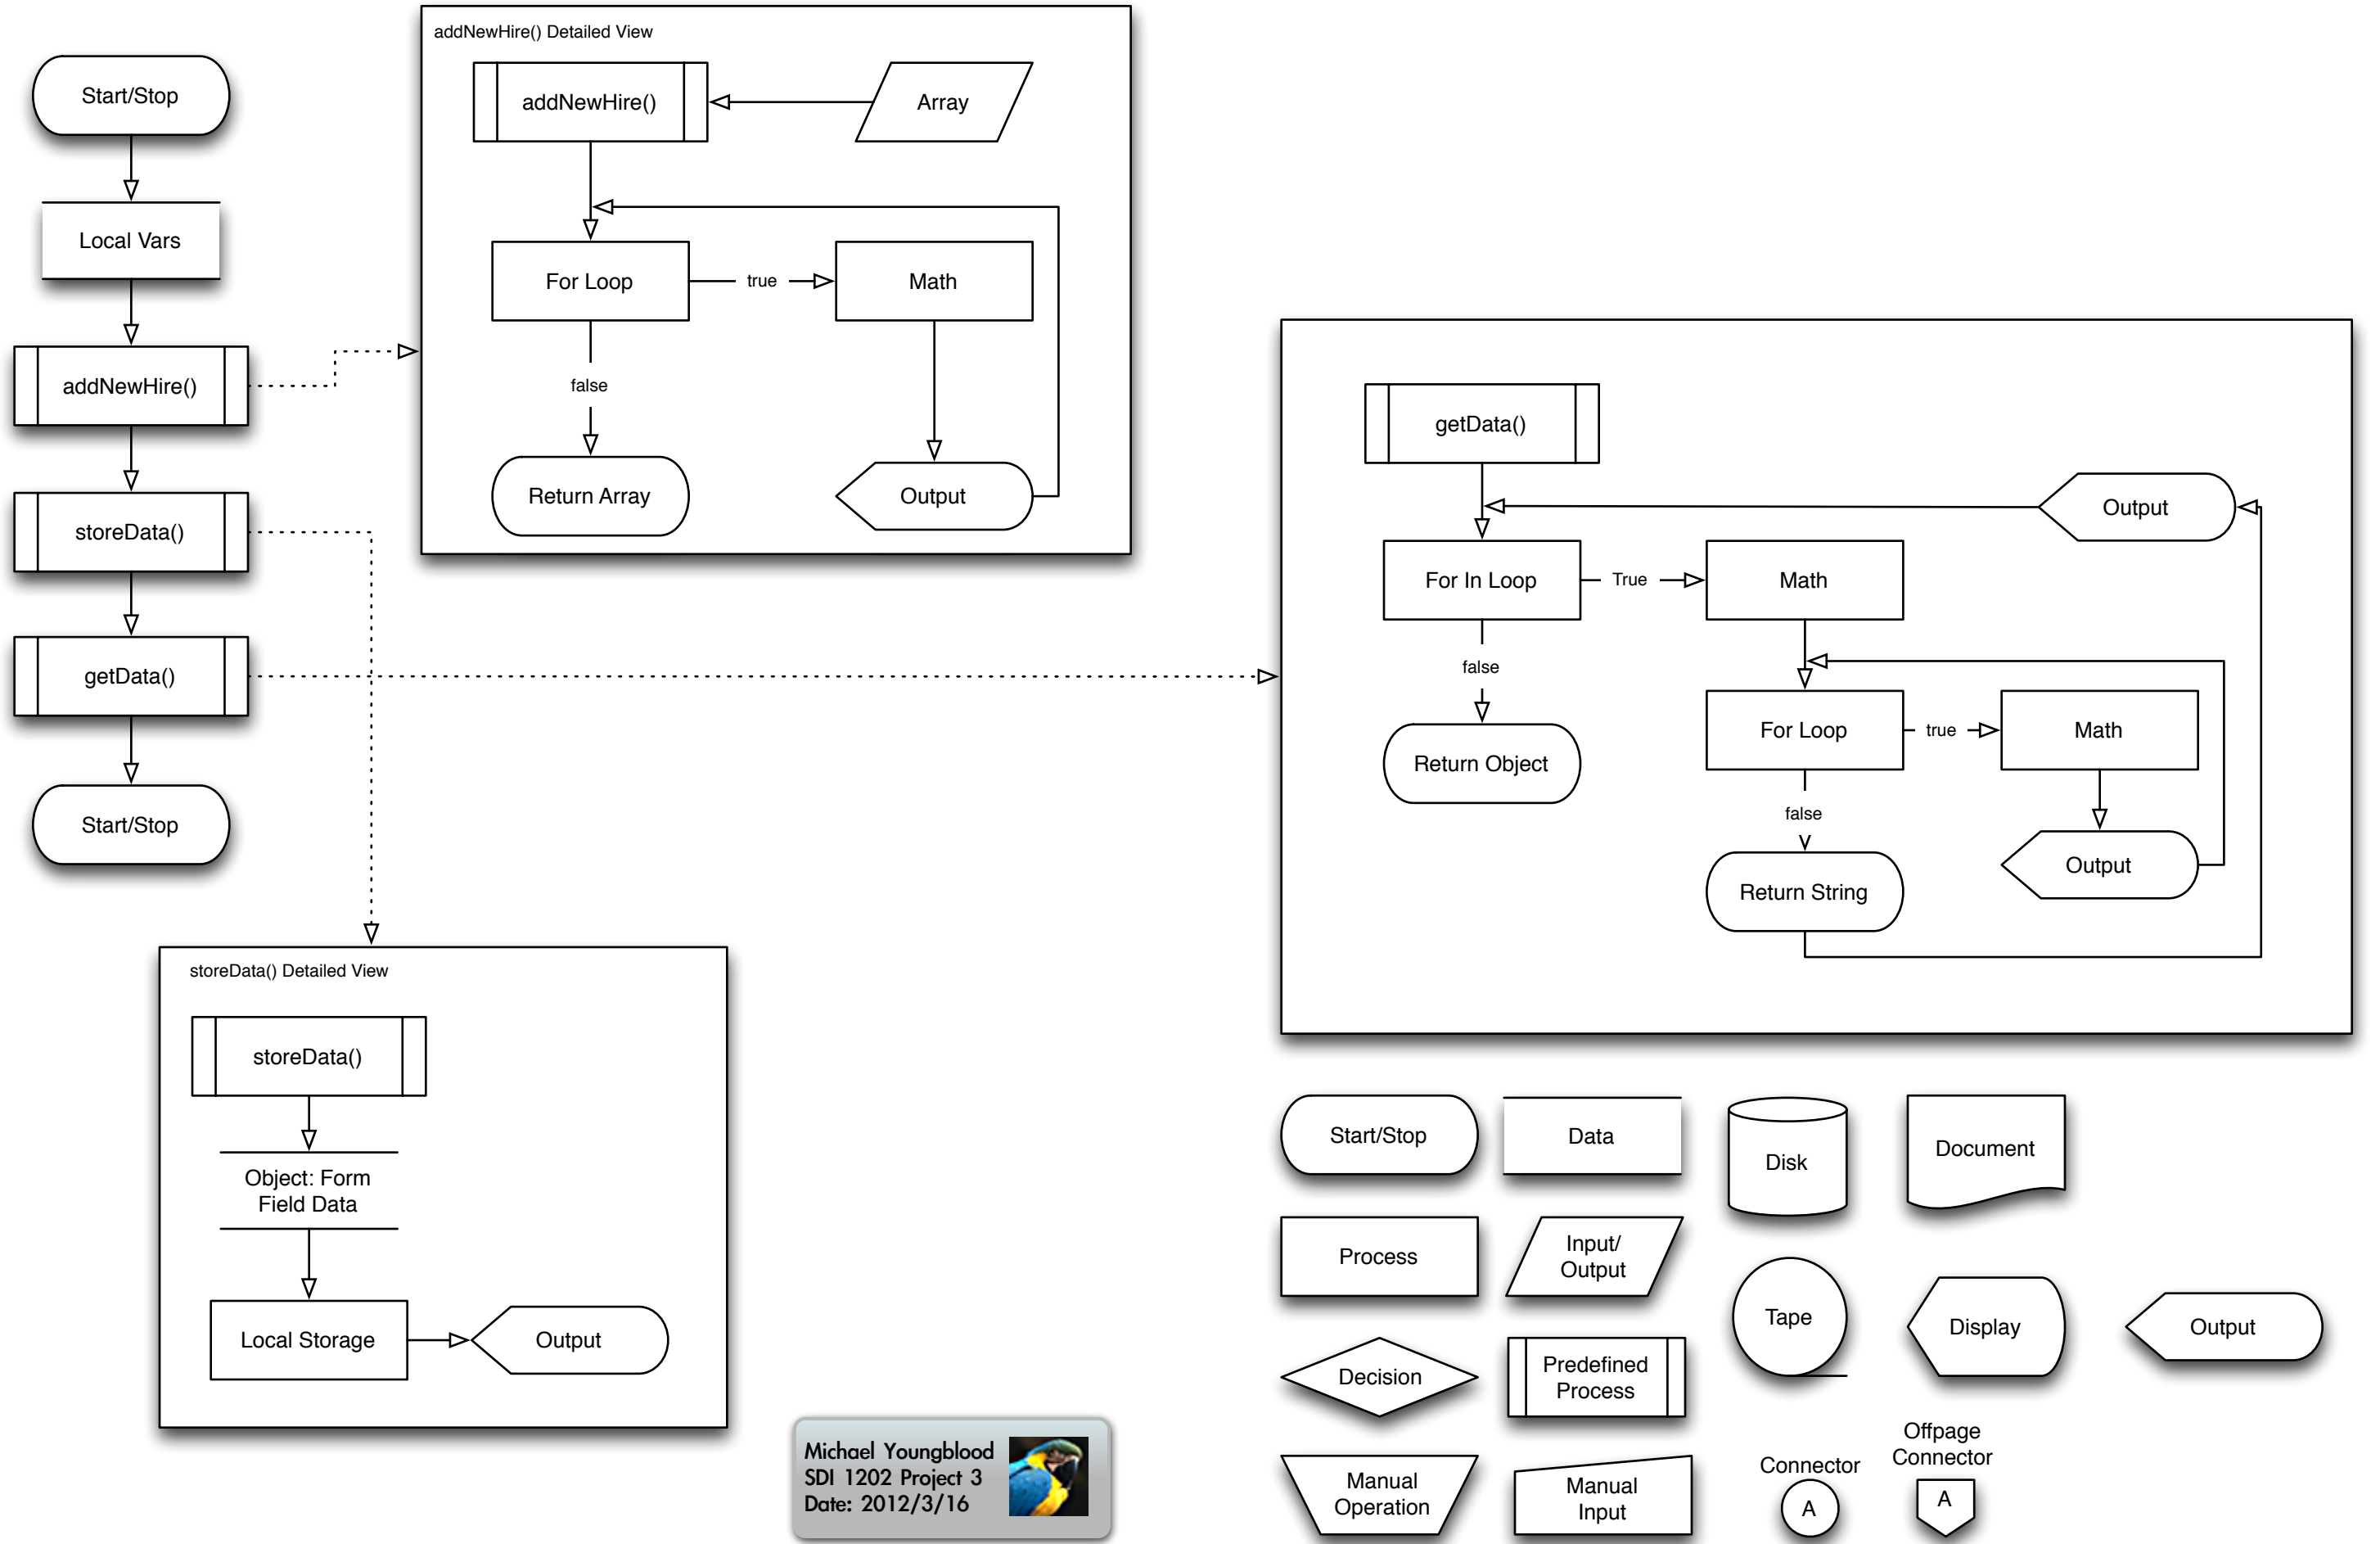 Start/Stop
Local Vars
addNewHire()
storeData()
getData()
Start/Stop
addNewHire() Detailed View
addNewHire()
Array
For Loop
true
Math
false
Return Array
Output
getData()
Output
For In Loop
True
Math
false
Return Object
For Loop
true
Math
false
Output
Return String
storeData() Detailed View
storeData()
Object: Form
Field Data
Local Storage
Output
Michael Youngblood
SDI 1202 Project 3
Date: 2012/3/16
Start/Stop
Data
Disk
Document
Process
Input/
Output
Tape
Display
Output
Decision
Predefined
Process
Manual
Operation
Manual
Input
Connector
A
Offpage
Connector
A